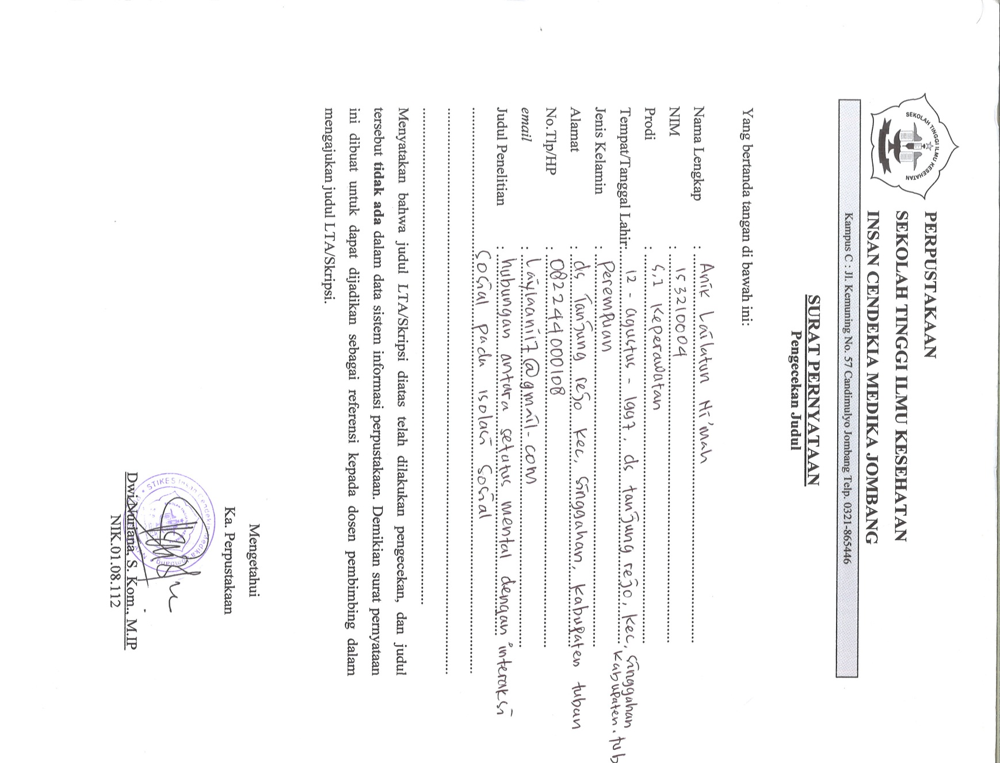 SEKOLAH TINGGI ILMU KESEHATAN
PERPUSTAKAAN
SEKOLAH TINGGI ILMU KESEHATAN
INSAN CENDEKIA MEDIKA JOMBANG
Kampus C : Jl. Kemuning No. 57 Candimulyo Jombang Telp. 0321-865446
SURAT PERNYATAAN
Pengecekan Judul
Yang bertanda tangan di bawah ini:
Nama Lengkap : Anik Lailatun Ni'mah
NIM : 153210004
Prodi : S,1 Keperawatan
Tempat/Tanggal Lahir: 12 - agustus - 1997, ds tanjung rejo, kec, singgahan
kabupaten.tub
Jenis Kelamin : Perempuan
Alamat : ds Tanjung rejo kec, singgahan, kabupaten tuban
No.Tlp/HP : 082244000108
email : Laylaanii7@gmail-com
Judul Penelitian : hubungan antara setatus mental dengan interaksi
sosial pada isolasi sosial
Menyatakan bahwa judul LTA/Skripsi diatas telah dilakukan pengecekan, dan judul
tersebut tidak ada dalam data sistem informasi perpustakaan. Demikian surat pernyataan
ini dibuat untuk dapat dijadikan sebagai referensi kepada dosen pembimbing dalam
mengajukan judul LTA/Skripsi.
Mengetahui
Ka. Perpustakaan
STIKES Insan Cendekia Medika
Dwi Nuriana, S. Kom., M.IP
NIK.01.08.112